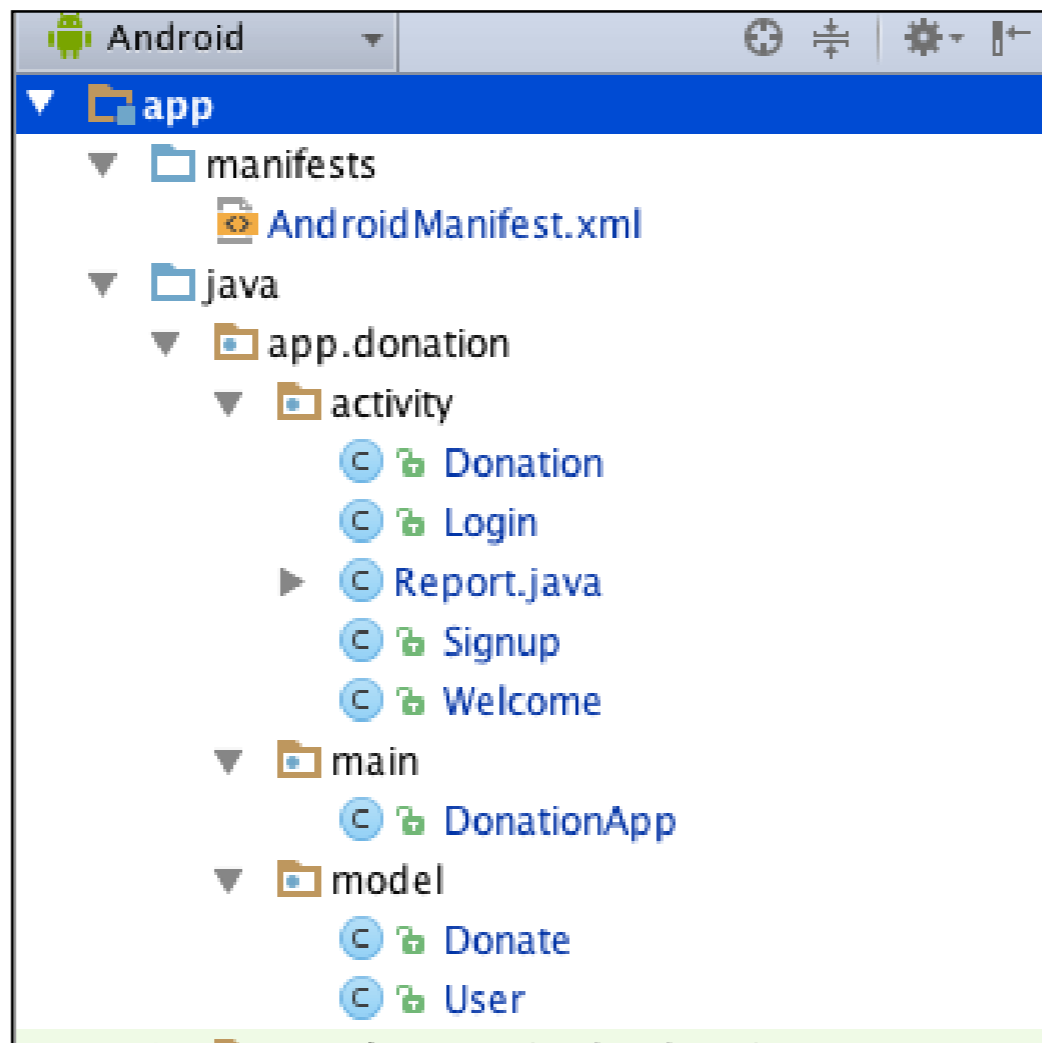 Android
app
manifests
AndroidManifest.xml
java
app.donation
activity
C Donation
C Login
C Report.java
C Signup
C Welcome
main
C DonationApp
model
C Donate
C User